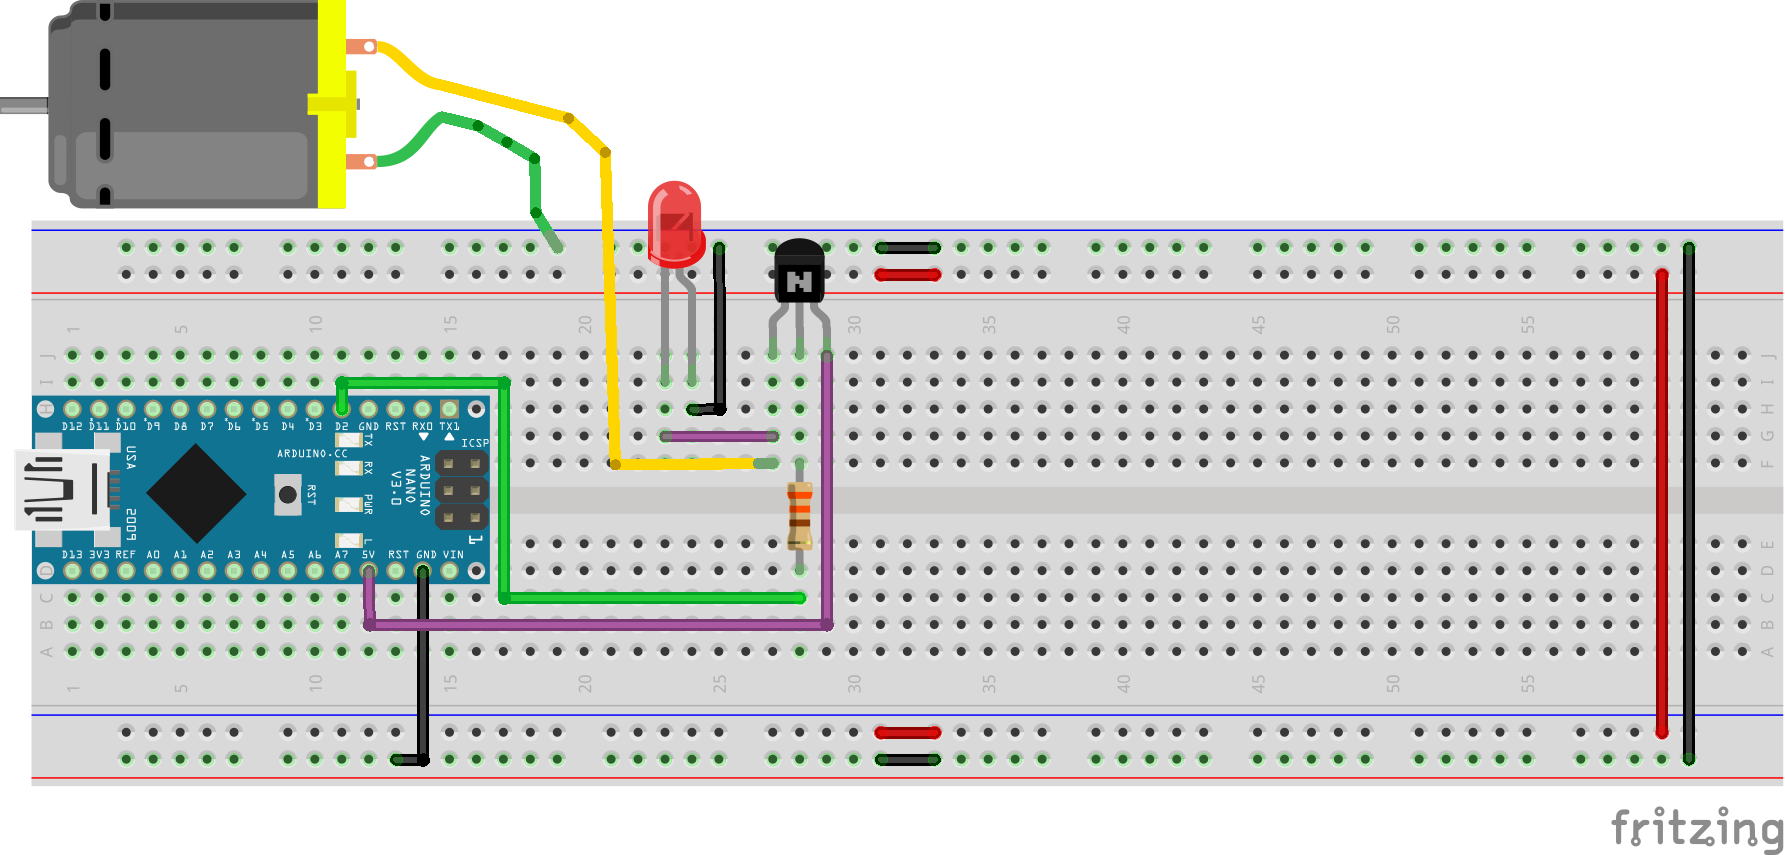 1 5 10 15 20 25 30 35 40 45 50 55
J J
I I
H H
G
F F
E
D D
C C
B B
A A
D12 D11 D10 D9 D8 D7 D6 D5 D4 D3 D2 GND RST RX0 TX1
TX
RX
PWR
L
ICSP
1
USA
ARDUINO.CC
RST
ARDUINO
NANO
V3.0
2009
D13 3V3 REF A0 A1 A2 A3 A4 A5 A6 A7 5V RST GND VIN
N
1 5 10 15 20 25 30 35 40 45 50 55
fritzing